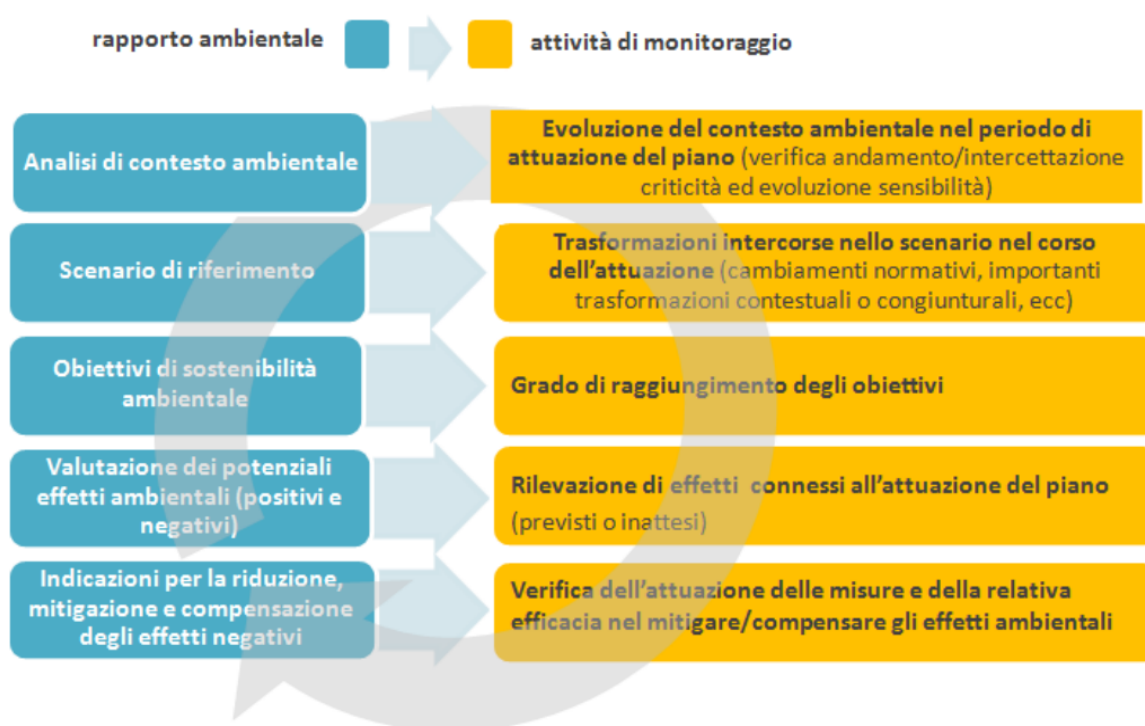 rapporto ambientale
attività di monitoraggio
Analisi di contesto ambientale
Evoluzione del contesto ambientale nel periodo di
attuazione del piano (verifica andamento/intercettazione
criticità ed evoluzione sensibilità)
Scenario di riferimento
Trasformazioni intercorse nello scenario nel corso
dell'attuazione (cambiamenti normativi, importanti
trasformazioni contestuali o congiunturali, ecc)
Obiettivi di sostenibilità
ambientale
Grado di raggiungimento degli obiettivi
Valutazione dei potenziali
effetti ambientali (positivi e
negativi)
Rilevazione di effetti connessi all'attuazione del piano
(previsti o inattesi)
Indicazioni per la riduzione,
mitigazione e compensazione
degli effetti negativi
Verifica dell'attuazione delle misure e della relativa
efficacia nel mitigare/compensare gli effetti ambientali